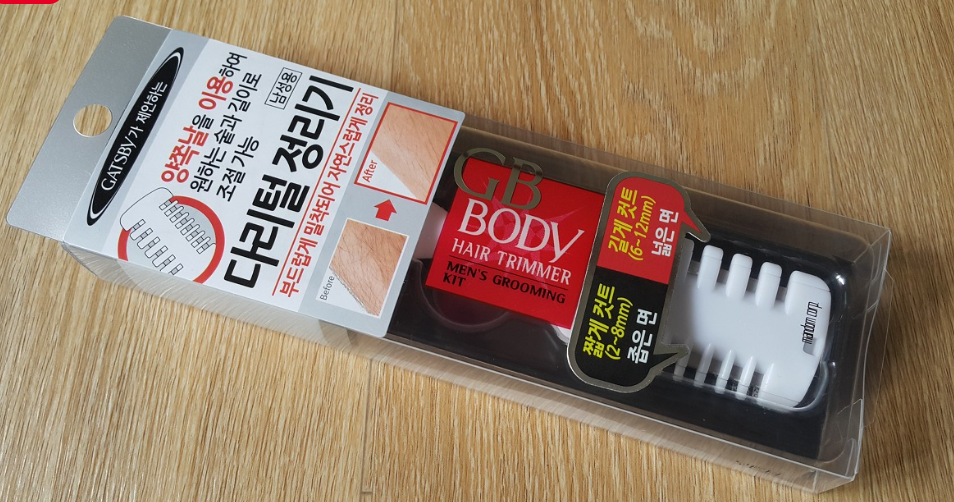 GATSBY가 제안하는
양쪽날을 이용하여
원하는 숱과 길이로
조절 가능
남성용
다리털 정리기
부드럽게 밀착되어 자연스럽게 정리
Before
After
GB
BODY
HAIR TRIMMER
MEN'S GROOMING
KIT
길게 컷트
(6~12mm)
넓은 면
짧게 컷트
(2~8mm)
좁은 면
mandom corp.